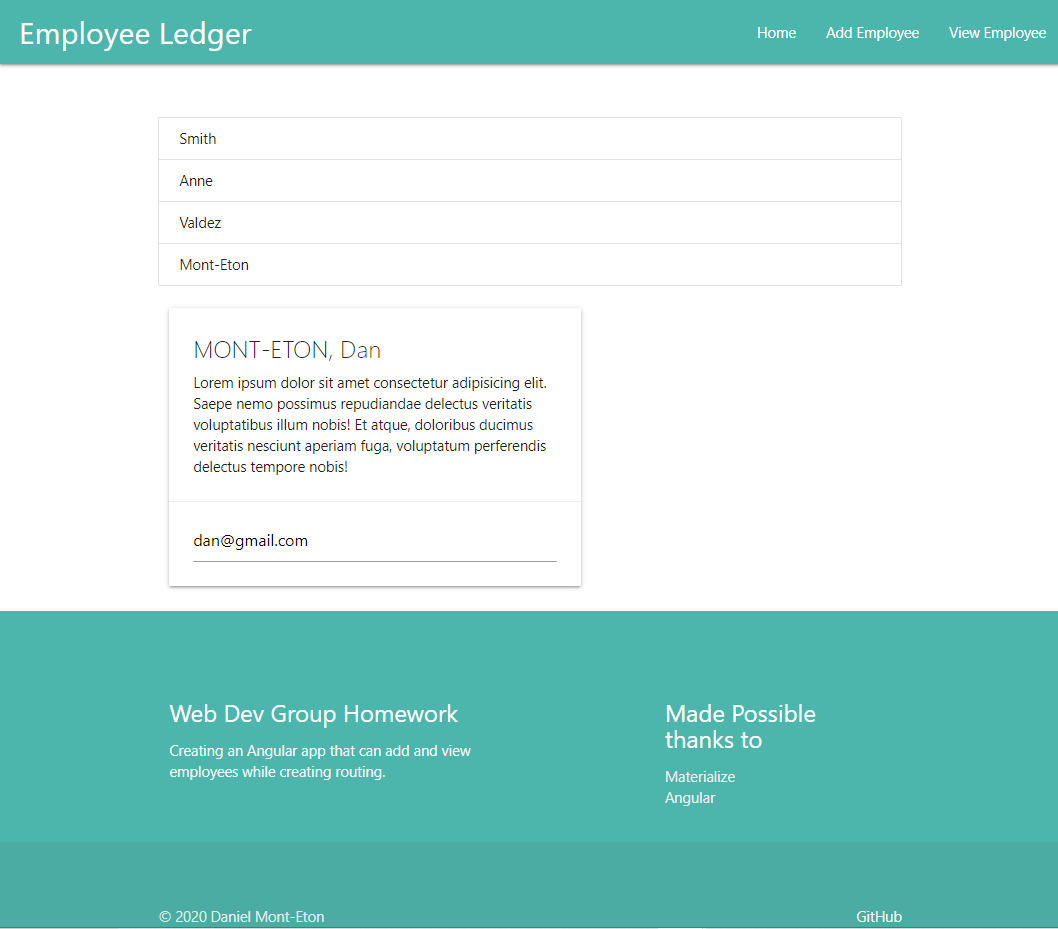 Employee Ledger
Home Add Employee View Employee
Smith
Anne
Valdez
Mont-Eton
MONT-ETON, Dan
Lorem ipsum dolor sit amet consectetur adipisicing elit.
Saepe nemo possimus repudiandae delectus veritatis
voluptatibus illum nobis! Et atque, doloribus ducimus
veritatis nesciunt aperiam fuga, voluptatum perferendis
delectus tempore nobis!
dan@gmail.com
Web Dev Group Homework
Creating an Angular app that can add and view
employees while creating routing.
Made Possible
thanks to
Materialize
Angular
© 2020 Daniel Mont-Eton
GitHub